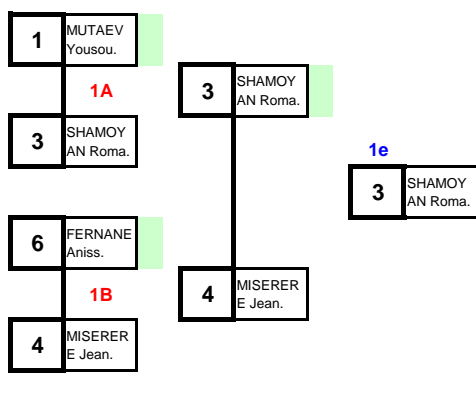 1
MUTAEV
Yousou.
1A
3
SHAMOY
AN Roma.
6
FERNANE
Aniss.
1B
4
MISERER
E Jean.
3
SHAMOY
AN Roma.
4
MISERER
E Jean.
1e
3
SHAMOY
AN Roma.